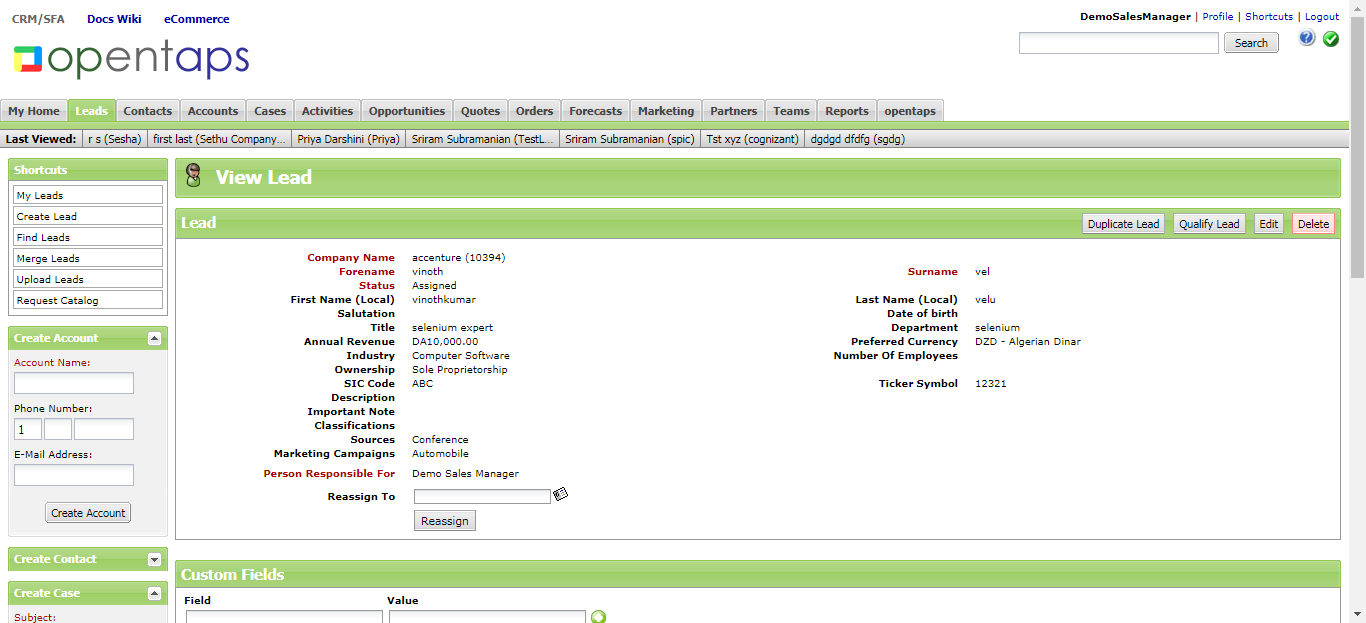 CRM/SFA Docs Wiki eCommerce
DemoSalesManager | Profile | Shortcuts | Logout
opentaps
Search
My Home Leads Contacts Accounts Cases Activities Opportunities Quotes Orders Forecasts Marketing Partners Teams Reports opentaps
Last Viewed: r s (Sesha) first last (Sethu Company... Priya Darshini (Priya) Sriram Subramanian (TestL... Sriram Subramanian (spic) Tst xyz (cognizant) dgdgd dfdfg (sgdg)
Shortcuts
My Leads
Create Lead
Find Leads
Merge Leads
Upload Leads
Request Catalog
Create Account
Account Name:
Phone Number:
1
E-Mail Address:
Create Account
Create Contact
Create Case
Subject:
View Lead
Lead
Duplicate Lead Qualify Lead Edit Delete
Company Name accenture (10394)
Forename vinoth Surname vel
Status Assigned
First Name (Local) vinothkumar Last Name (Local) velu
Salutation Date of birth
Title selenium expert Department selenium
Annual Revenue DA10,000.00 Preferred Currency DZD - Algerian Dinar
Industry Computer Software Number Of Employees
Ownership Sole Proprietorship
SIC Code ABC Ticker Symbol 12321
Description
Important Note
Classifications
Sources Conference
Marketing Campaigns Automobile
Person Responsible For Demo Sales Manager
Reassign To
Reassign
Custom Fields
Field Value